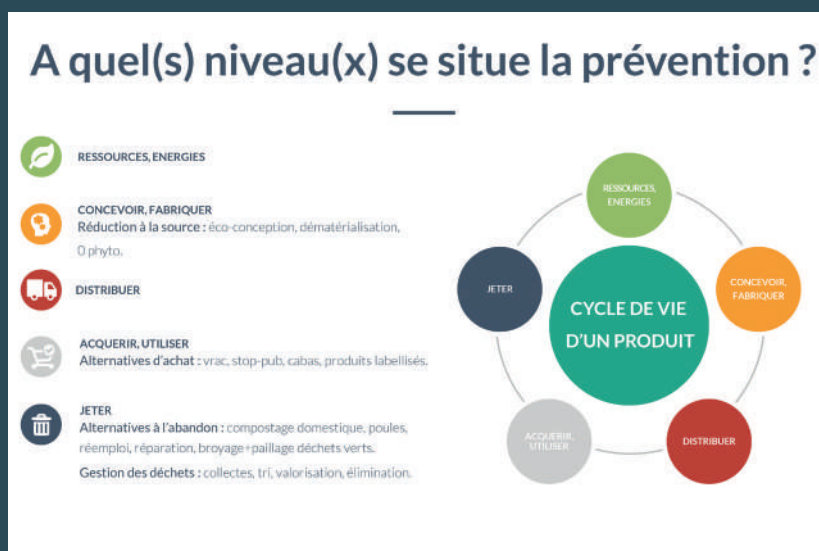 A quel(s) niveau(x) se situe la prévention ?
RESSOURCES, ENERGIES
CONCEVOIR, FABRIQUER
Réduction à la source : éco-conception, dématérialisation,
0 phyto.
DISTRIBUER
ACQUERIR, UTILISER
Alternatives d'achat : vrac, stop-pub, cabas, produits labellisés.
JETER
Alternatives à l'abandon : compostage domestique, poules,
réemploi, réparation, broyage+paillage déchets verts.
Gestion des déchets : collectes, tri, valorisation, élimination.
RESSOURCES,
ENERGIES
CONCEVOIR,
FABRIQUER
DISTRIBUER
ACQUERIR,
UTILISER
JETER
CYCLE DE VIE
D'UN PRODUIT